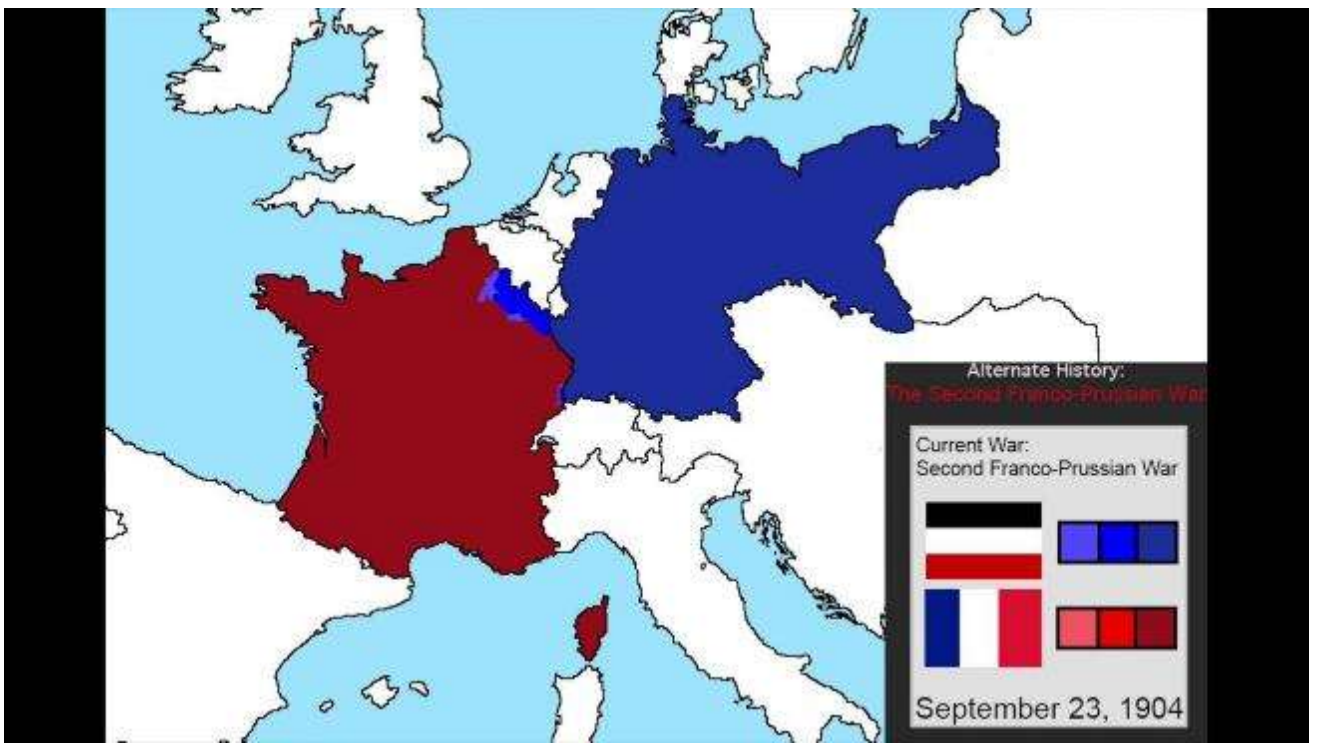 Alternate History:
The Second Franco-Prussian War
Current War:
Second Franco-Prussian War
September 23, 1904